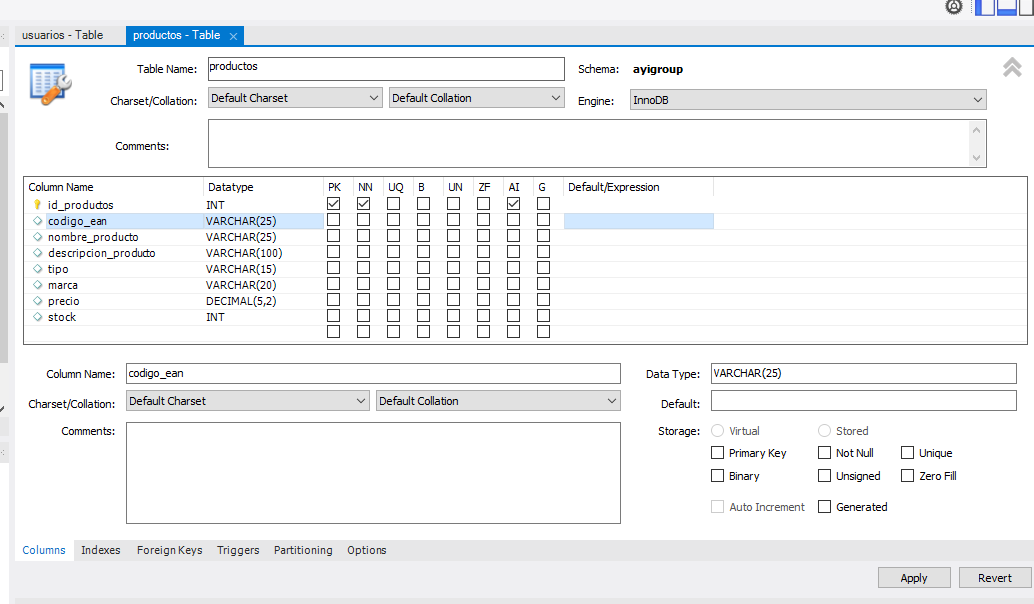 usuarios - Table productos - Table
Table Name: productos Schema: ayigroup
Charset/Collation: Default Charset Default Collation Engine: InnoDB
Comments:
Column Name Datatype PK NN UQ B UN ZF AI G Default/Expression
id_productos INT
codigo_ean VARCHAR(25)
nombre_producto VARCHAR(25)
descripcion_producto VARCHAR(100)
tipo VARCHAR(15)
marca VARCHAR(20)
precio DECIMAL(5,2)
stock INT
Column Name: codigo_ean Data Type: VARCHAR(25)
Charset/Collation: Default Charset Default Collation Default:
Comments: Storage: Virtual Stored
Primary Key Not Null Unique
Binary Unsigned Zero Fill
Auto Increment Generated
Columns Indexes Foreign Keys Triggers Partitioning Options
Apply Revert